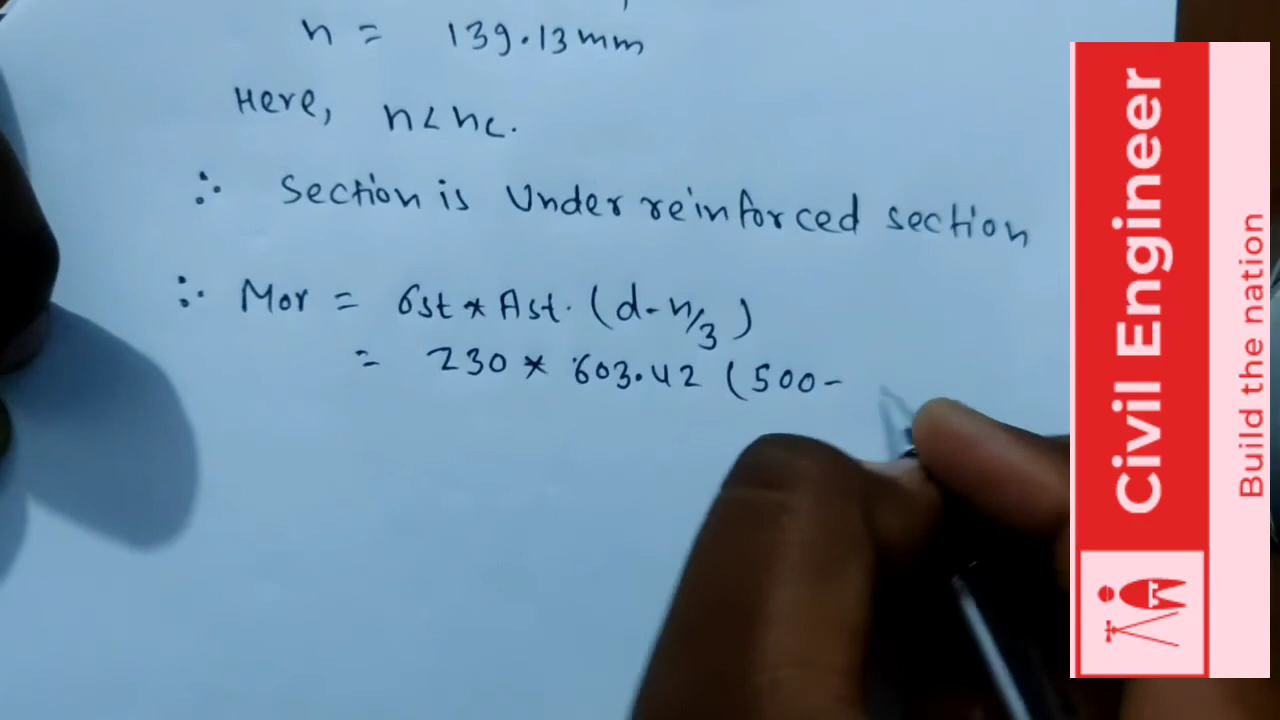 n = 139.13mm
Here, n<nc.
∴ Section is Under reinforced section
∴ Mor = σst * Ast. (d-n/3)
= 230 * 603.42 (500-
Civil Engineer
Build the nation